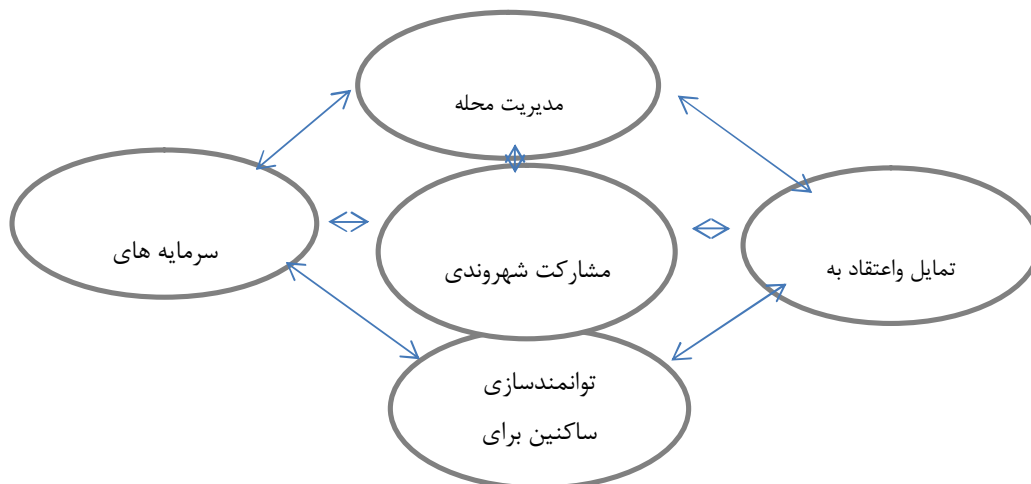 مدیریت محله
سرمایه های
مشارکت شهروندی
تمایل واعتقاد به
توانمندسازی
ساکنین برای